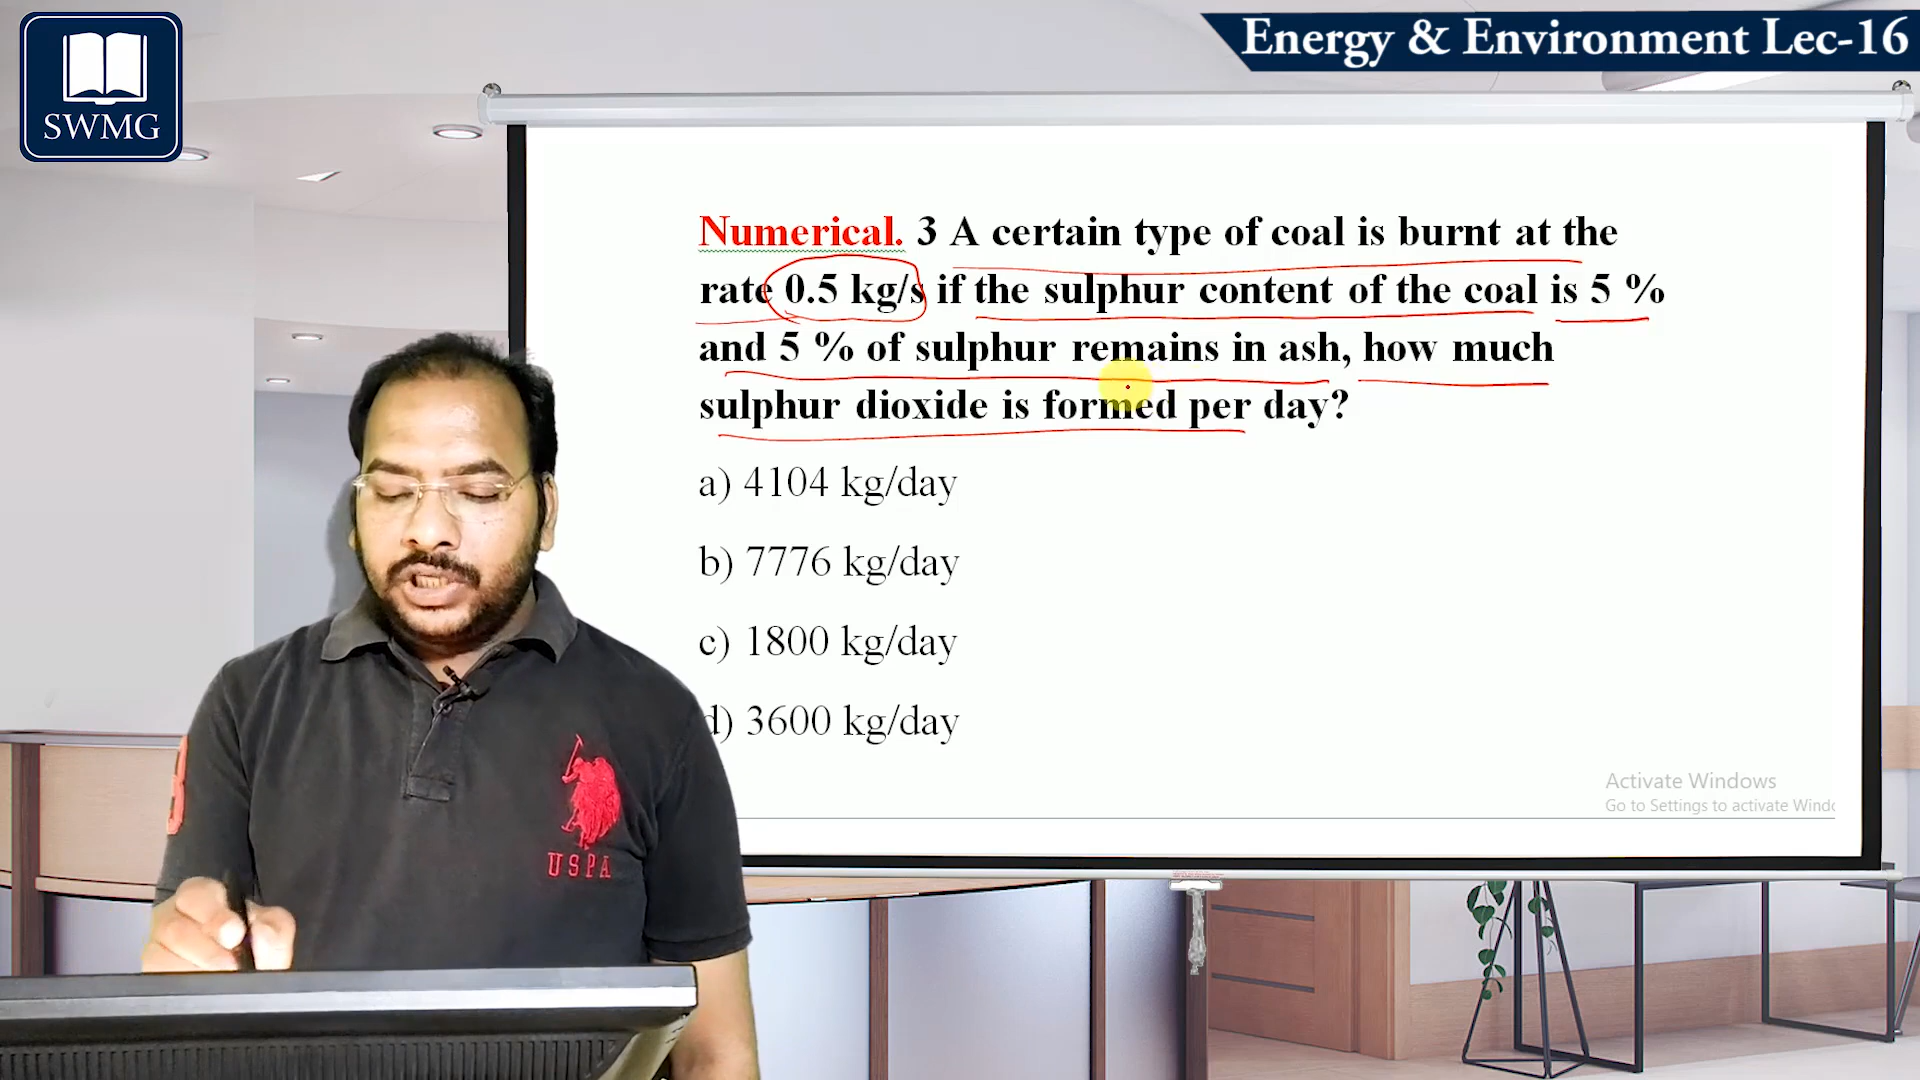 SWMG
Energy & Environment Lec-16
Numerical. 3 A certain type of coal is burnt at the
rate 0.5 kg/s if the sulphur content of the coal is 5 %
and 5 % of sulphur remains in ash, how much
sulphur dioxide is formed per day?
a) 4104 kg/day
b) 7776 kg/day
c) 1800 kg/day
d) 3600 kg/day
Activate Windows
Go to Settings to activate Windo
USPA